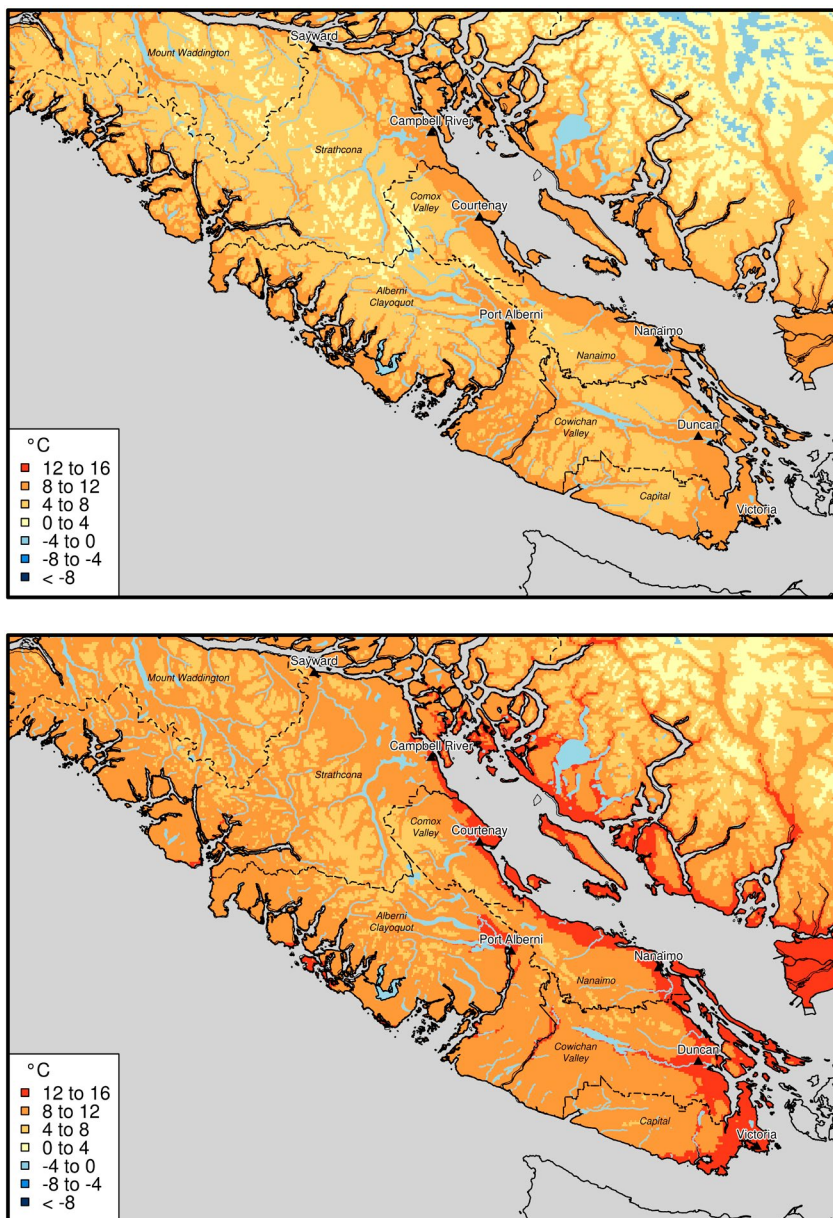 Sayward
Mount Waddington
Campbell River
Strathcona
Comox
Valley
Courtenay
Alberni
Clayoquot
Port Alberni
Nanaimo
Nanaimo
Cowichan
Valley
Duncan
Capital
Victoria
°C
12 to 16
8 to 12
4 to 8
0 to 4
-4 to 0
-8 to -4
< -8
Sayward
Mount Waddington
Campbell River
Strathcona
Comox
Valley
Courtenay
Alberni
Clayoquot
Port Alberni
Nanaimo
Nanaimo
Cowichan
Valley
Duncan
Capital
Victoria
°C
12 to 16
8 to 12
4 to 8
0 to 4
-4 to 0
-8 to -4
< -8